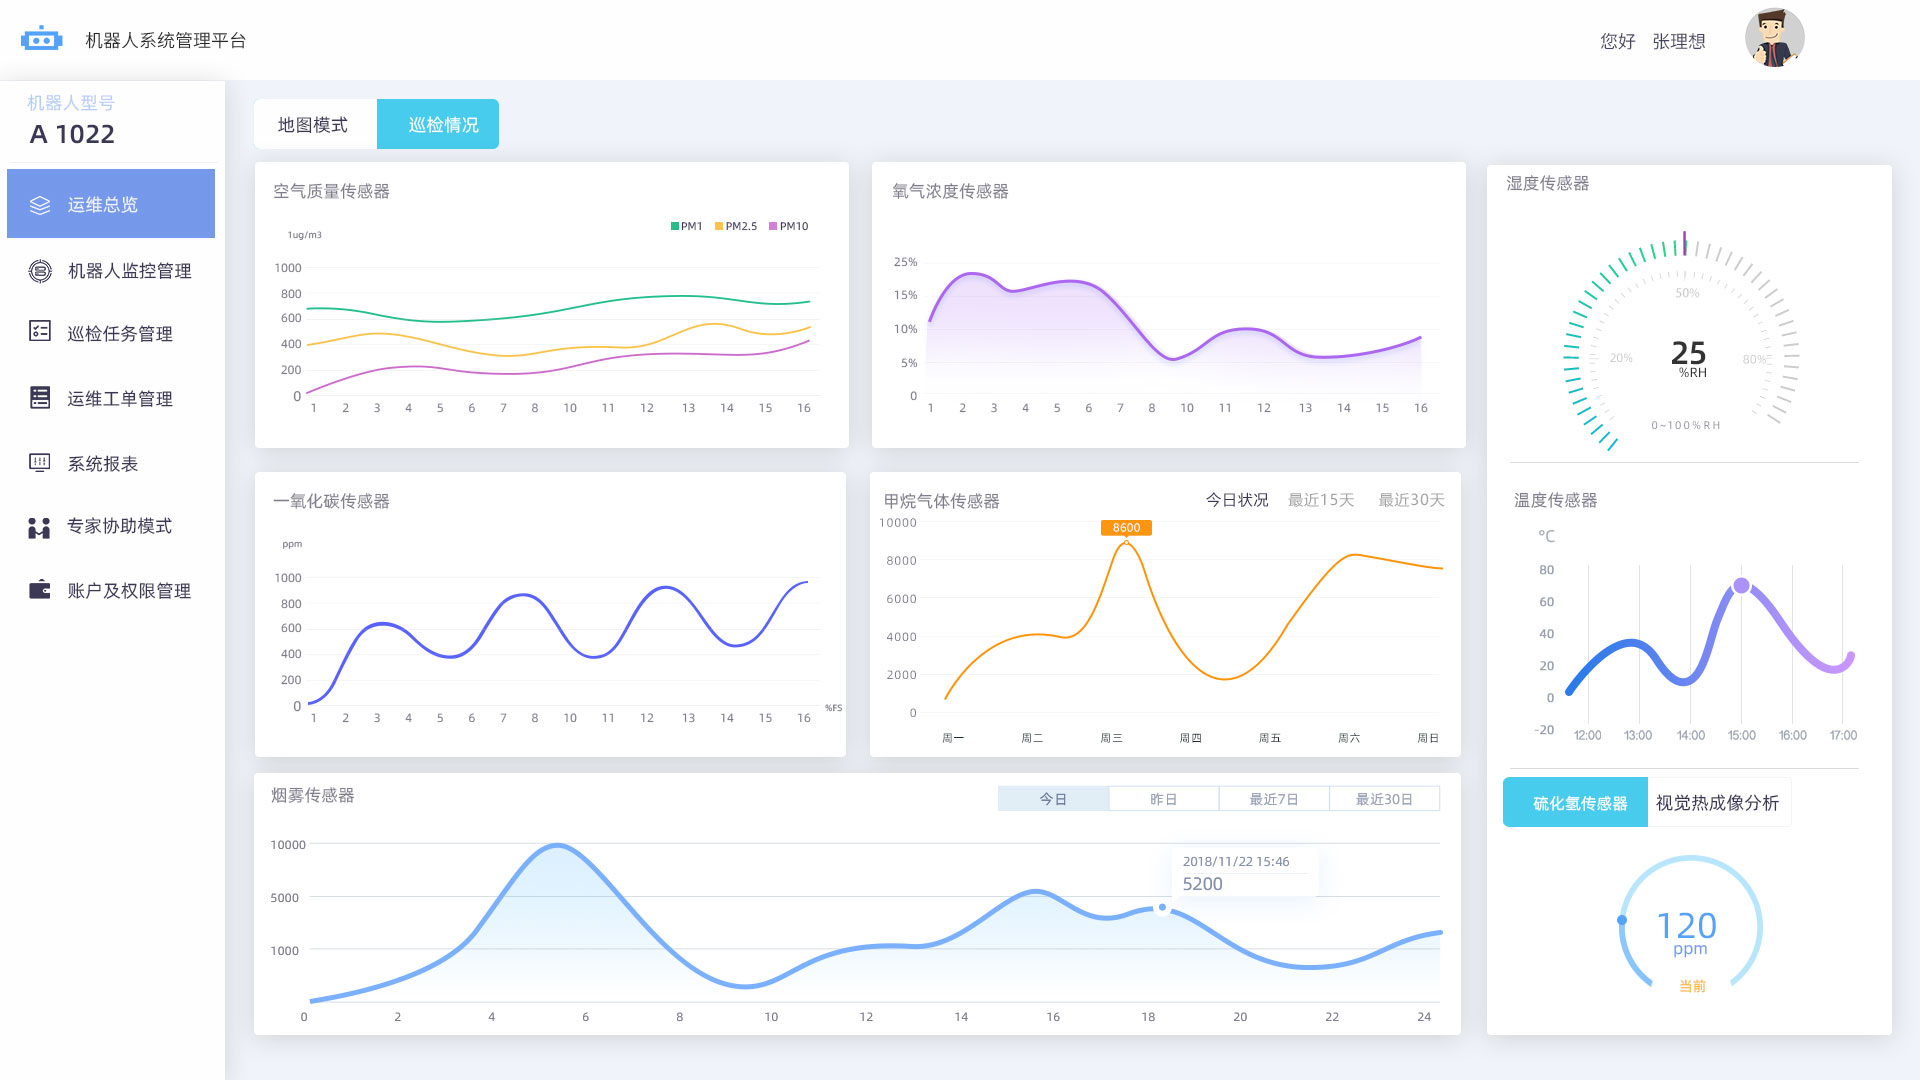 机器人系统管理平台
您好 张理想
机器人型号
A 1022
运维总览
机器人监控管理
巡检任务管理
运维工单管理
系统报表
专家协助模式
账户及权限管理
地图模式
巡检情况
空气质量传感器
PM1 PM2.5 PM10
1ug/m3
1000
800
600
400
200
0
1 2 3 4 5 6 7 8 10 11 12 13 14 15 16
氧气浓度传感器
25%
15%
10%
5%
0
1 2 3 4 5 6 7 8 10 11 12 13 14 15 16
湿度传感器
50%
20%
80%
25
%RH
0~100%RH
一氧化碳传感器
ppm
1000
800
600
400
200
0
%FS
1 2 3 4 5 6 7 8 10 11 12 13 14 15 16
甲烷气体传感器
今日状况 最近15天 最近30天
8600
10000
8000
6000
4000
2000
0
周一 周二 周三 周四 周五 周六 周日
温度传感器
°C
80
60
40
20
0
-20
12:00 13:00 14:00 15:00 16:00 17:00
烟雾传感器
今日 昨日 最近7日 最近30日
10000
5000
1000
2018/11/22 15:46
5200
0 2 4 6 8 10 12 14 16 18 20 22 24
硫化氢传感器
视觉热成像分析
120
ppm
当前